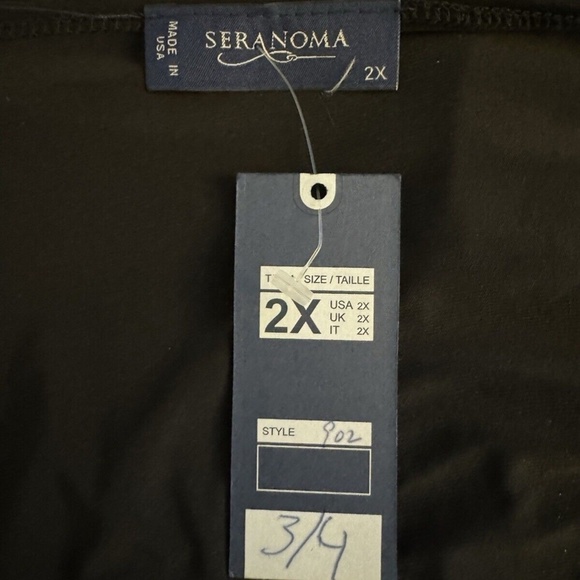 MADE IN
USA
SERANOMA
2X
SIZE / TAILLE
2X
USA 2X
UK 2X
IT 2X
STYLE 902
3/4